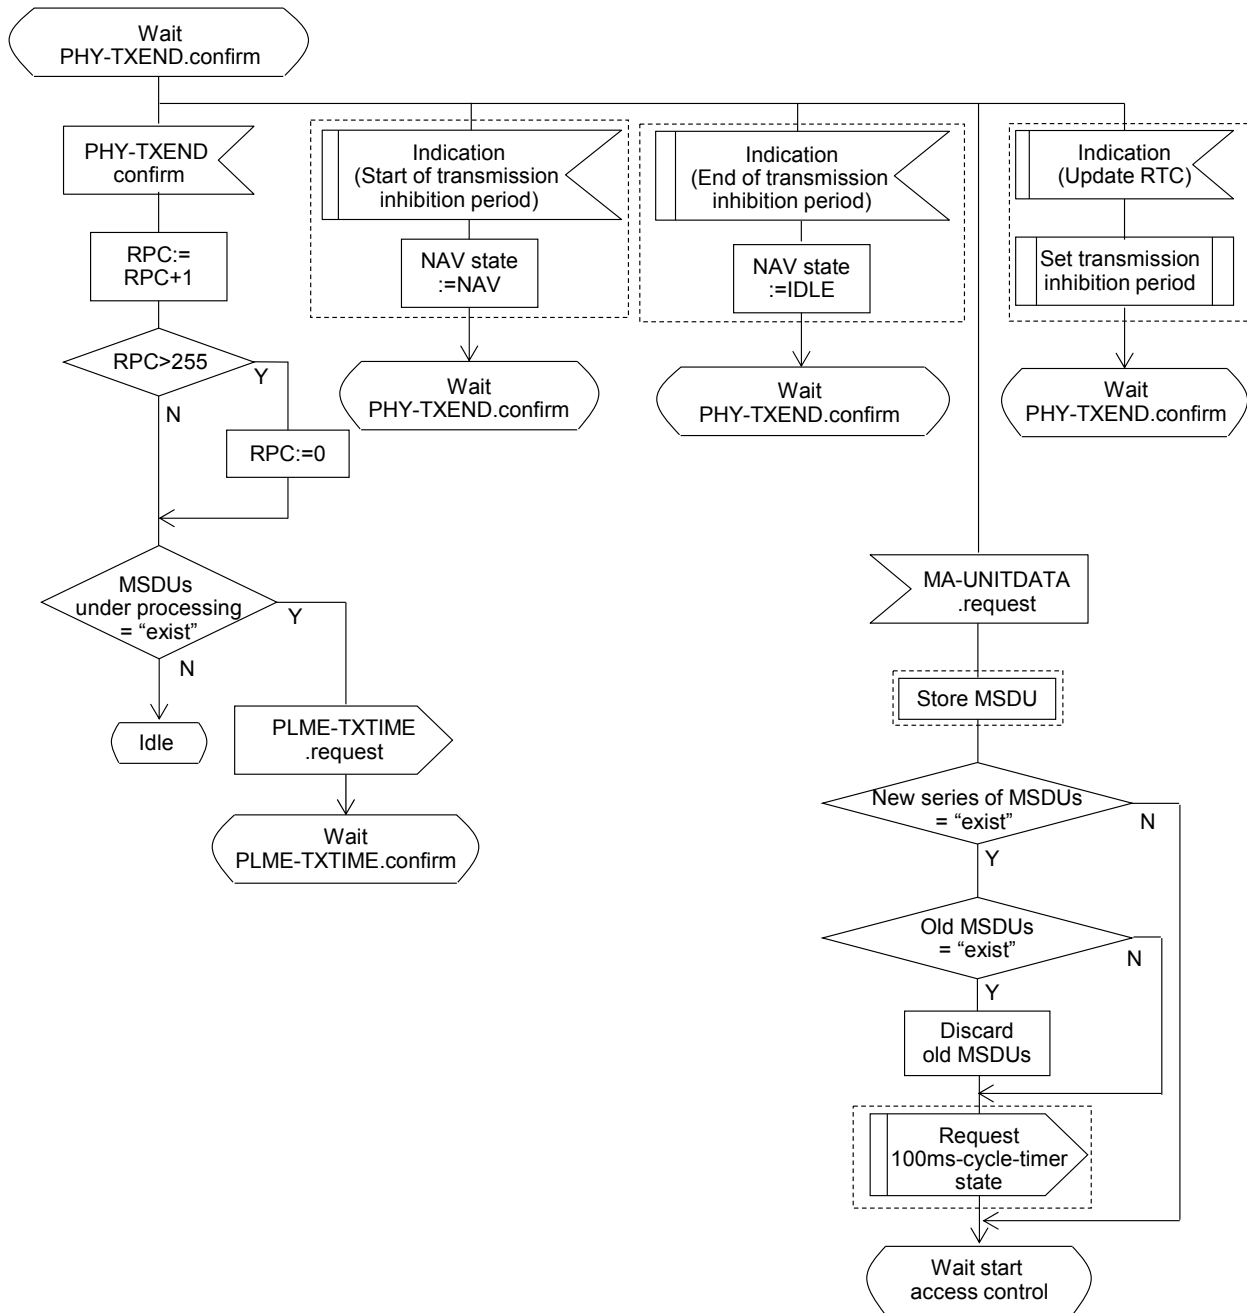 Wait
PHY-TXEND.confirm
PHY-TXEND
confirm
RPC:=
RPC+1
RPC>255
Y
N
RPC:=0
MSDUs
under processing
= “exist”
Y
N
Idle
PLME-TXTIME
.request
Wait
PLME-TXTIME.confirm
Indication
(Start of transmission
inhibition period)
NAV state
:=NAV
Wait
PHY-TXEND.confirm
Indication
(End of transmission
inhibition period)
NAV state
:=IDLE
Wait
PHY-TXEND.confirm
Indication
(Update RTC)
Set transmission
inhibition period
Wait
PHY-TXEND.confirm
MA-UNITDATA
.request
Store MSDU
New series of MSDUs
= “exist”
N
Y
Old MSDUs
= “exist”
N
Y
Discard
old MSDUs
Request
100ms-cycle-timer
state
Wait start
access control